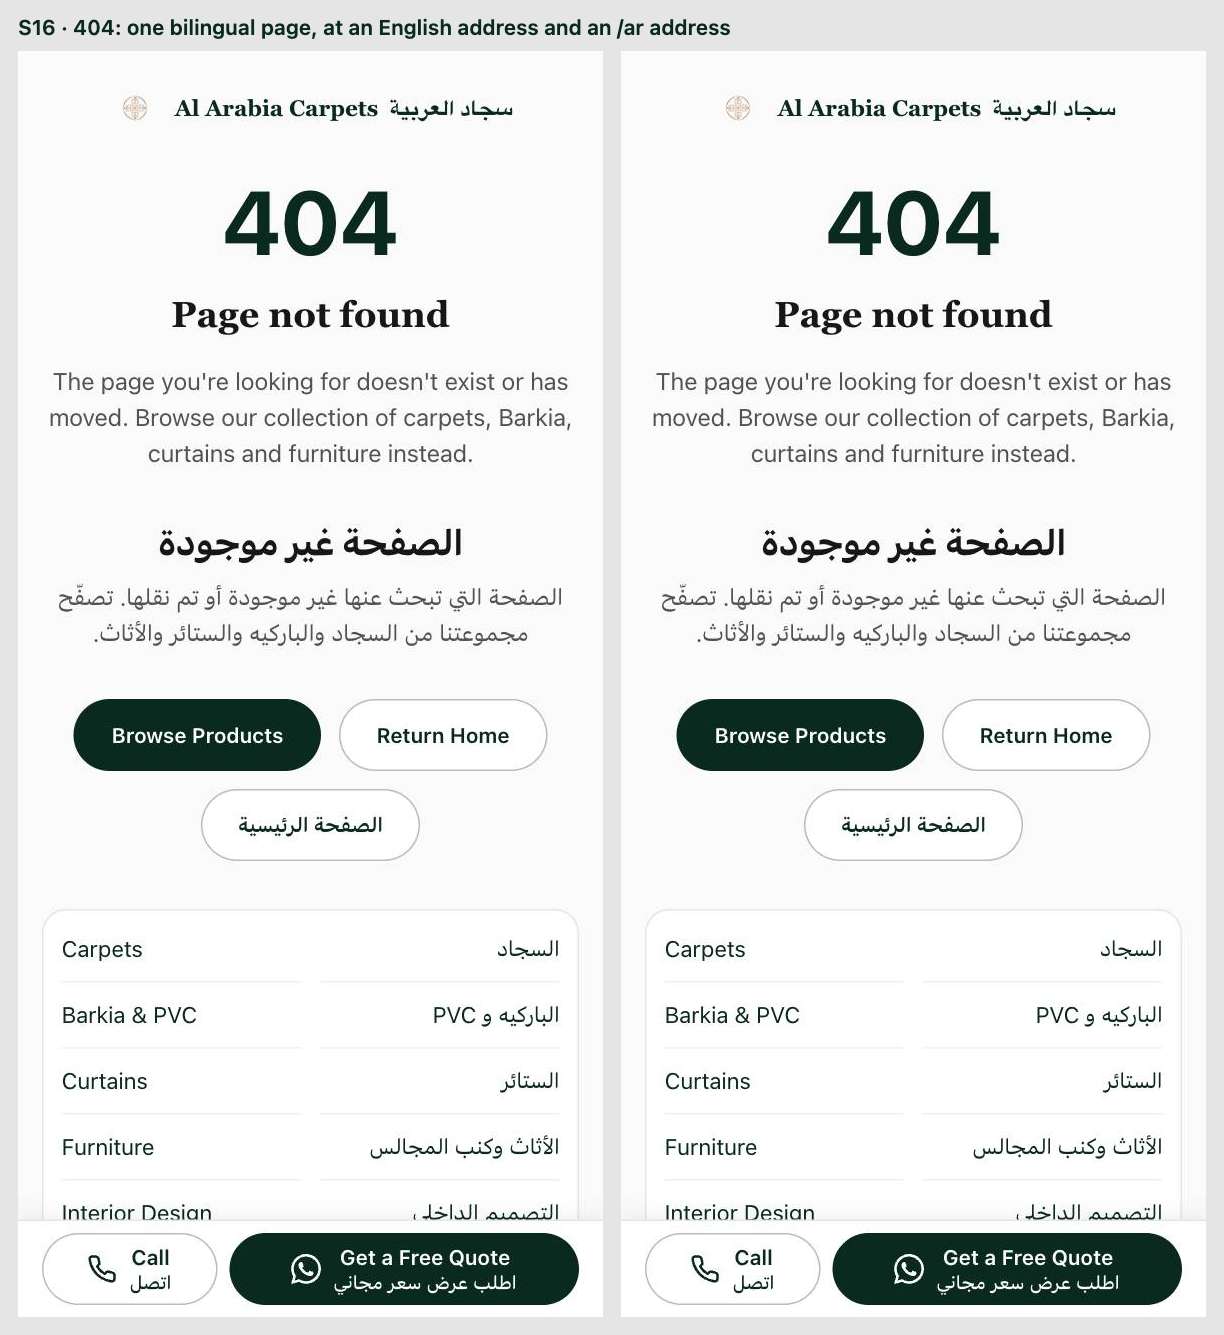 S16 · 404: one bilingual page, at an English address and an /ar address
Al Arabia Carpets سجاد العربية
404
Page not found
The page you're looking for doesn't exist or has
moved. Browse our collection of carpets, Barkia,
curtains and furniture instead.
الصفحة غير موجودة
الصفحة التي تبحث عنها غير موجودة أو تم نقلها. تصفّح
مجموعتنا من السجاد والباركيه والستائر والأثاث.
Browse Products
Return Home
الصفحة الرئيسية
Carpets
السجاد
Barkia & PVC
الباركيه و PVC
Curtains
الستائر
Furniture
الأثاث وكنب المجالس
Interior Design
التصميم الداخلي
Call
اتصل
Get a Free Quote
اطلب عرض سعر مجاني
Al Arabia Carpets سجاد العربية
404
Page not found
The page you're looking for doesn't exist or has
moved. Browse our collection of carpets, Barkia,
curtains and furniture instead.
الصفحة غير موجودة
الصفحة التي تبحث عنها غير موجودة أو تم نقلها. تصفّح
مجموعتنا من السجاد والباركيه والستائر والأثاث.
Browse Products
Return Home
الصفحة الرئيسية
Carpets
السجاد
Barkia & PVC
الباركيه و PVC
Curtains
الستائر
Furniture
الأثاث وكنب المجالس
Interior Design
التصميم الداخلي
Call
اتصل
Get a Free Quote
اطلب عرض سعر مجاني